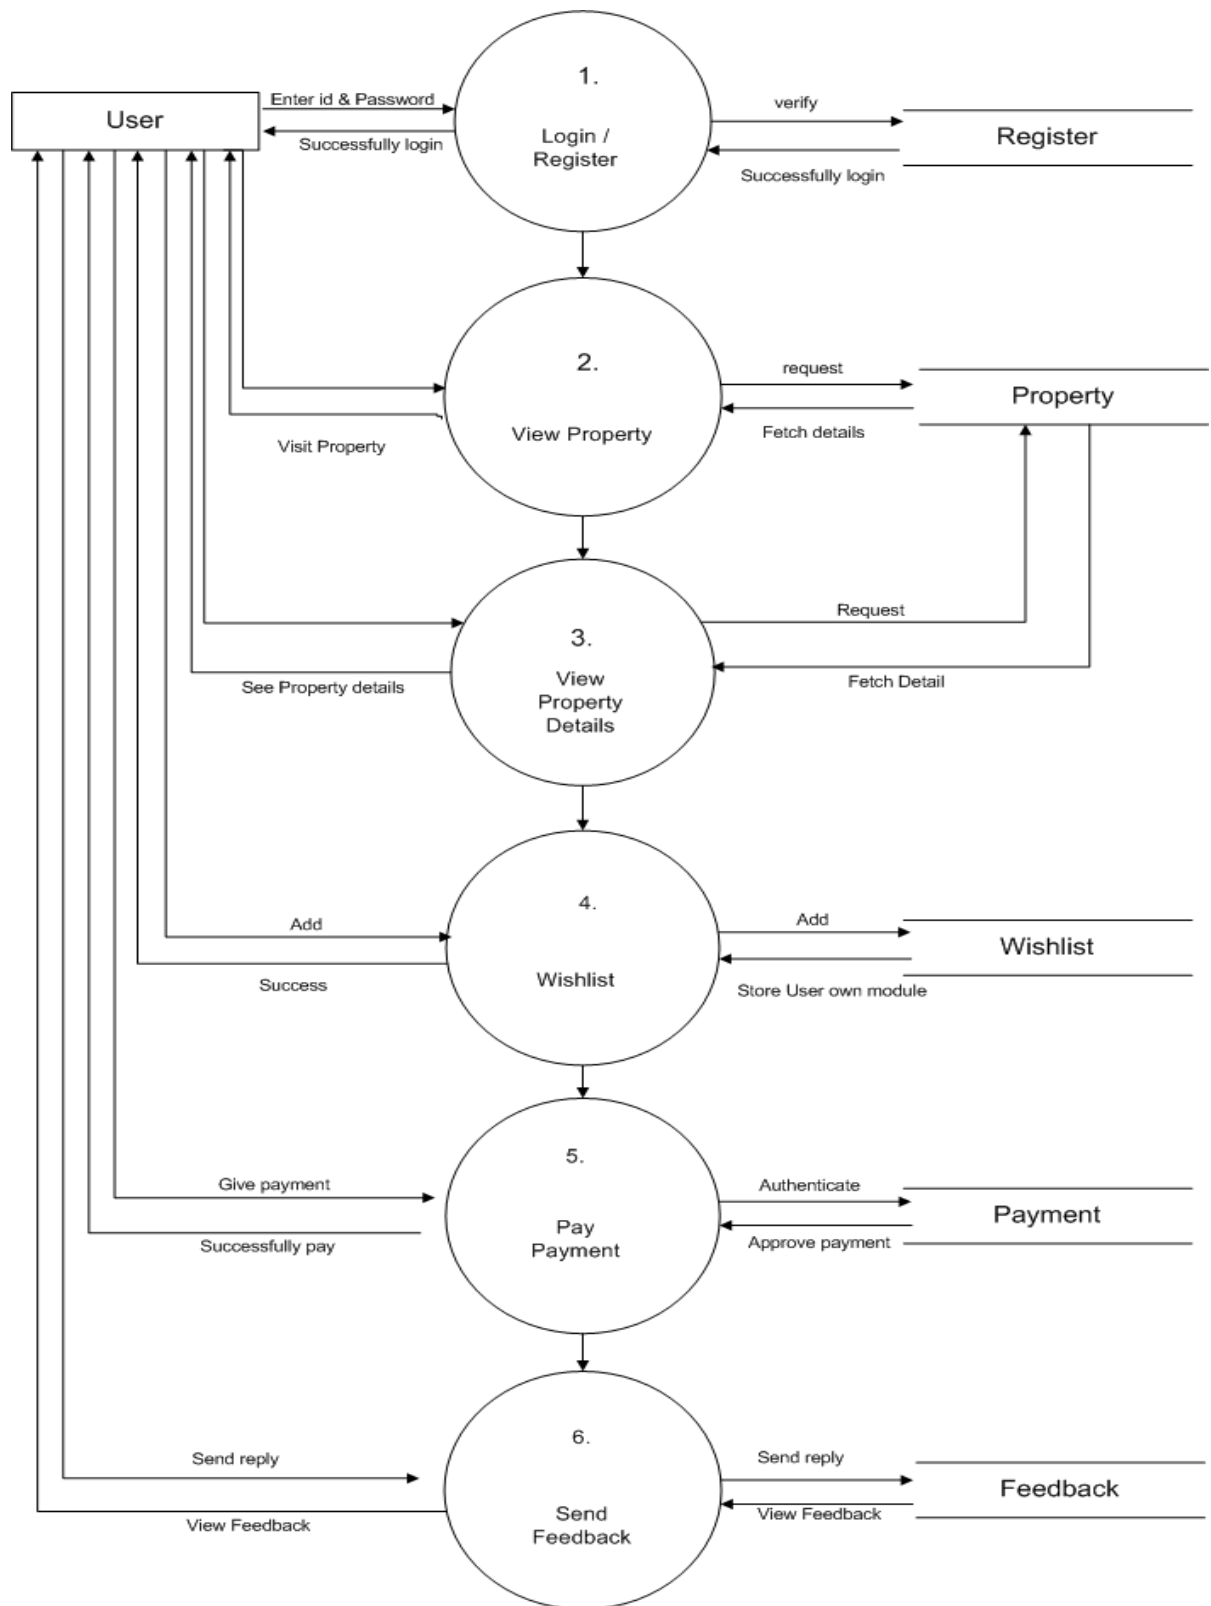 1.
Enter id & Password
verify
User
Login /
Register
Register
Successfully login
Successfully login
2.
request
Property
View Property
Fetch details
Visit Property
Request
3.
View
Property
Details
See Property details
Fetch Detail
4.
Add
Add
Wishlist
Wishlist
Success
Store User own module
5.
Give payment
Authenticate
Pay
Payment
Payment
Successfully pay
Approve payment
6.
Send reply
Send reply
Feedback
Send
Feedback
View Feedback
View Feedback